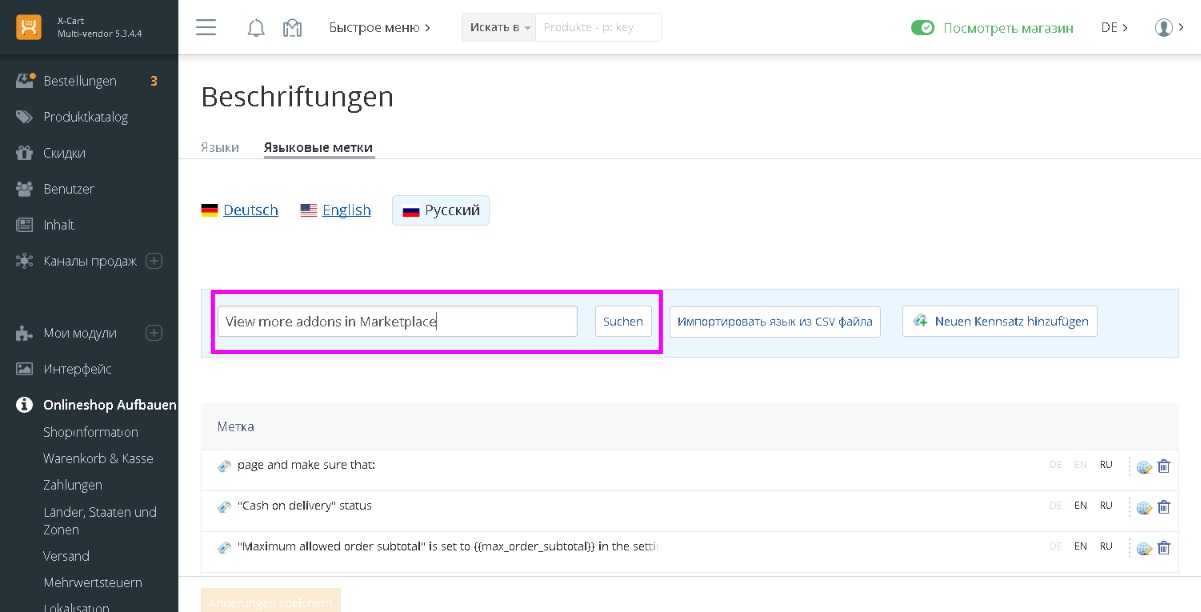 X-Cart
Multi-vendor 5.3.4.4
Быстрое меню
Искать в
Produkte - p: key
Посмотреть магазин
DE
Bestellungen 3
Produktkatalog
Скидки
Benutzer
Inhalt
Каналы продаж
Мои модули
Интерфейс
Onlineshop Aufbauen
Shopinformation
Warenkorb & Kasse
Zahlungen
Länder, Staaten und
Zonen
Versand
Mehrwertsteuern
Lokalisation
Beschriftungen
Языки
Языковые метки
Deutsch
English
Русский
View more addons in Marketplace
Suchen
Импортировать язык из CSV файла
Neuen Kennsatz hinzufügen
Метка
page and make sure that:
DE EN RU
"Cash on delivery" status
DE EN RU
"Maximum allowed order subtotal" is set to {{max_order_subtotal}} in the settin
DE EN RU
Änderungen speichern